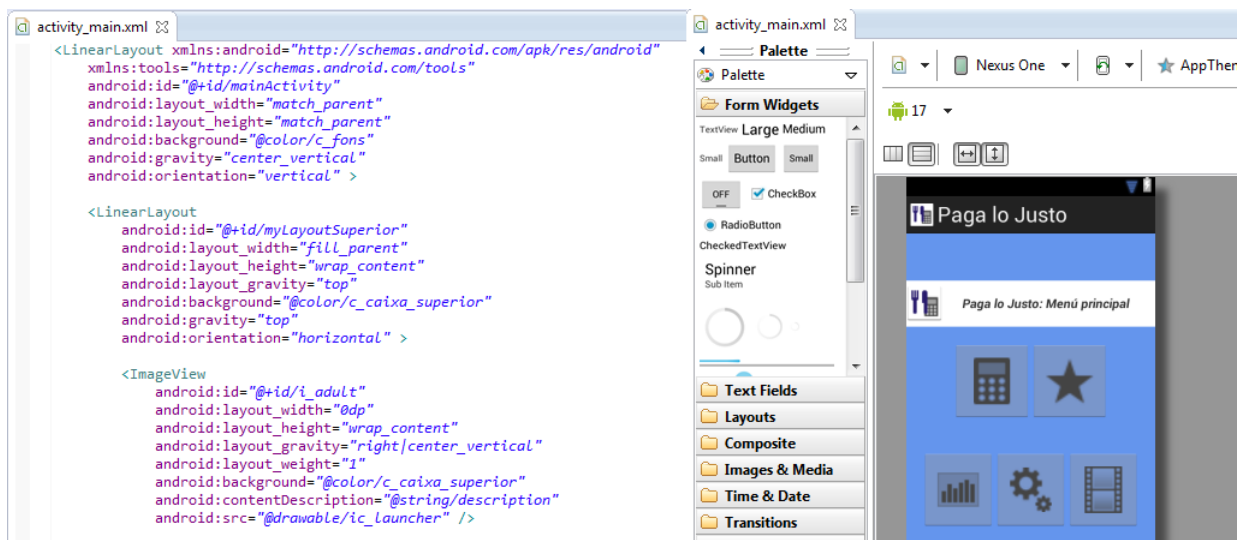 activity_main.xml
<LinearLayout xmlns:android="http://schemas.android.com/apk/res/android"
xmlns:tools="http://schemas.android.com/tools"
android:id="@+id/mainActivity"
android:layout_width="match_parent"
android:layout_height="match_parent"
android:background="@color/c_fons"
android:gravity="center_vertical"
android:orientation="vertical" >
<LinearLayout
android:id="@+id/myLayoutSuperior"
android:layout_width="fill_parent"
android:layout_height="wrap_content"
android:layout_gravity="top"
android:background="@color/c_caixa_superior"
android:gravity="top"
android:orientation="horizontal" >
<ImageView
android:id="@+id/i_adult"
android:layout_width="0dp"
android:layout_height="wrap_content"
android:layout_gravity="right|center_vertical"
android:layout_weight="1"
android:background="@color/c_caixa_superior"
android:contentDescription="@string/description"
android:src="@drawable/ic_launcher" />
activity_main.xml
Palette
Palette
Form Widgets
TextView Large Medium
Small Button Small
OFF CheckBox
RadioButton
CheckedTextView
Spinner
Sub Item
Text Fields
Layouts
Composite
Images & Media
Time & Date
Transitions
Nexus One AppThem
17
Paga lo Justo
Paga lo Justo: Menú principal